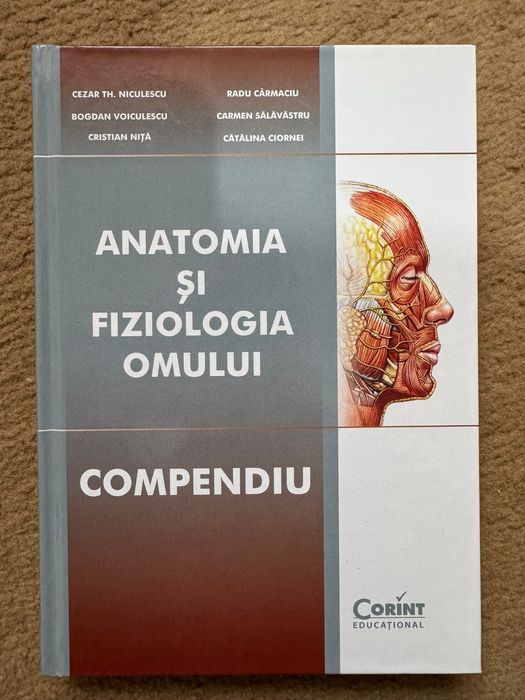 CEZAR TH. NICULESCU
BOGDAN VOICULESCU
CRISTIAN NIȚĂ
RADU CÂRMACIU
CARMEN SĂLĂVĂSTRU
CĂTĂLINA CIORNEI
ANATOMIA
ȘI
FIZIOLOGIA
OMULUI
COMPENDIU
CORINT
EDUCAȚIONAL